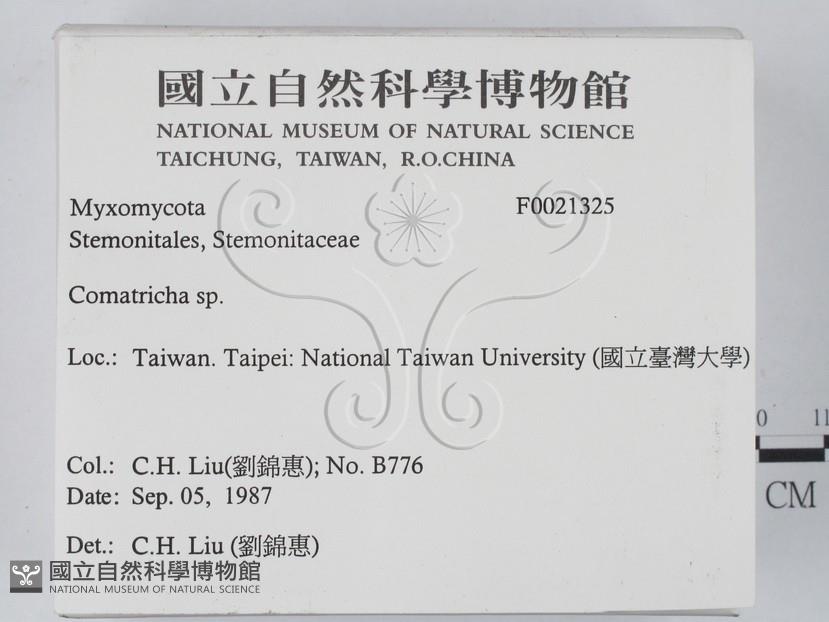 國立自然科學博物館
NATIONAL MUSEUM OF NATURAL SCIENCE
TAICHUNG, TAIWAN, R.O.CHINA
Myxomycota F0021325
Stemonitales, Stemonitaceae
Comatricha sp.
Loc.: Taiwan. Taipei: National Taiwan University (國立臺灣大學)
0 11
CM
Col.: C.H. Liu(劉錦惠); No. B776
Date: Sep. 05, 1987
Det.: C.H. Liu (劉錦惠)
國立自然科學博物館
NATIONAL MUSEUM OF NATURAL SCIENCE